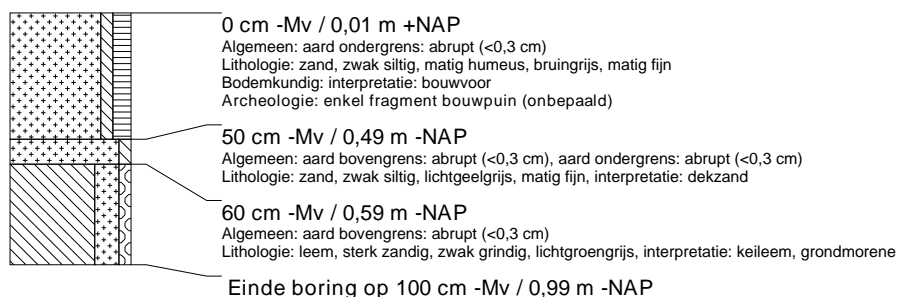 0 cm -Mv / 0,01 m +NAP
Algemeen: aard ondergrens: abrupt (<0,3 cm)
Lithologie: zand, zwak siltig, matig humeus, bruingrijs, matig fijn
Bodemkundig: interpretatie: bouwvoor
Archeologie: enkel fragment bouwpuin (onbepaald)
50 cm -Mv / 0,49 m -NAP
Algemeen: aard bovengrens: abrupt (<0,3 cm), aard ondergrens: abrupt (<0,3 cm)
Lithologie: zand, zwak siltig, lichtgeelgrijs, matig fijn, interpretatie: dekzand
60 cm -Mv / 0,59 m -NAP
Algemeen: aard bovengrens: abrupt (<0,3 cm)
Lithologie: leem, sterk zandig, zwak grindig, lichtgroengrijs, interpretatie: keileem, grondmorene
Einde boring op 100 cm -Mv / 0,99 m -NAP